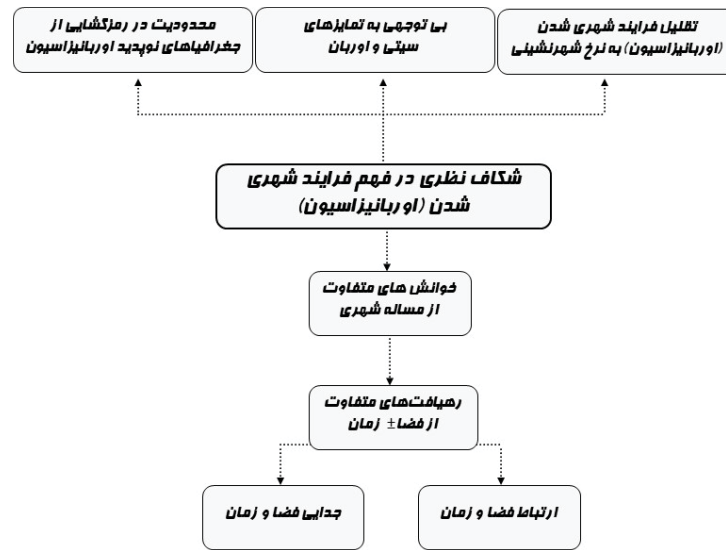 تقلیل فرایند شهری شدن
(اوربانیزاسیون) به نرخ شهرنشینی
بی توجهی به تمایزهای
سیتی و اوربان
محدودیت در رمزگشایی از
جغرافیاهای نوپدید اوربانیزاسیون
شکاف نظری در فهم فرایند شهری
شدن (اوربانیزاسیون)
خوانش های متفاوت
از مساله شهری
رهیافت‌های متفاوت
از فضا± زمان
ارتباط فضا و زمان
جدایی فضا و زمان